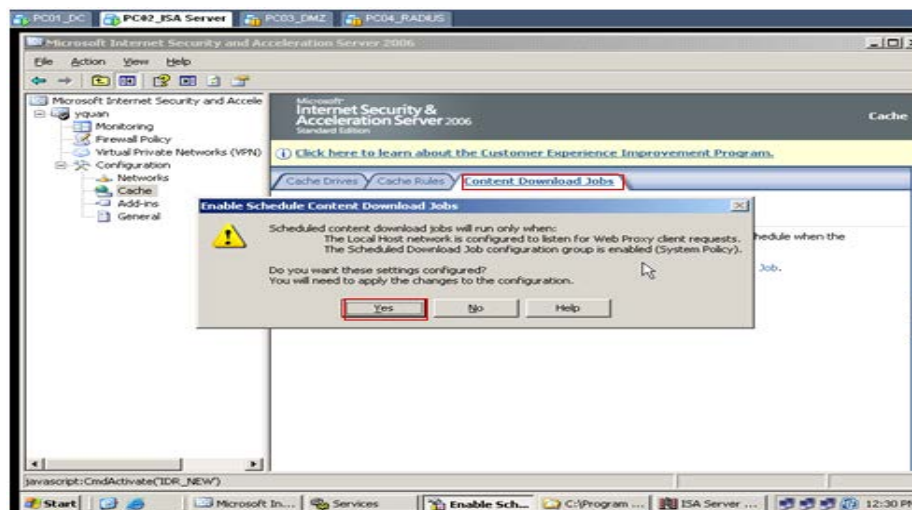 PC01_DC PC02_ISA Server PC03_DMZ PC04_RADIUS
Microsoft Internet Security and Acceleration Server 2006
File Action View Help
Microsoft Internet Security and Accele
yquan
Monitoring
Firewall Policy
Virtual Private Networks (VPN)
Configuration
Networks
Cache
Add-ins
General
Microsoft
Internet Security &
Acceleration Server 2006
Standard Edition
Cache
Click here to learn about the Customer Experience Improvement Program.
Cache Drives Cache Rules Content Download Jobs
hedule when the
Job.
Enable Schedule Content Download Jobs
Scheduled content download jobs will run only when:
The Local Host network is configured to listen for Web Proxy client requests.
The Scheduled Download Job configuration group is enabled (System Policy).
Do you want these settings configured?
You will need to apply the changes to the configuration.
Yes No Help
javascript:CmdActivate('IDR_NEW')
Start Microsoft In... Services Enable Sch... C:\Program ... ISA Server ... 12:30 PM